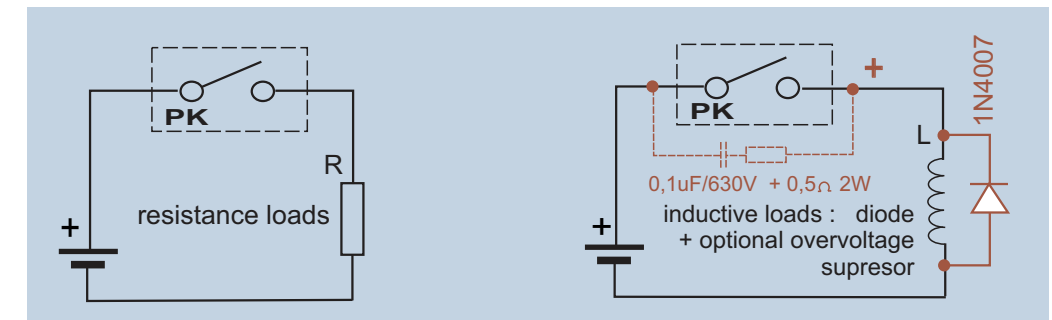 PK
R
+
resistance loads
+
PK
1N4007
L
0,1uF/630V + 0,5Ω 2W
+
inductive loads : diode
+ optional overvoltage
supresor